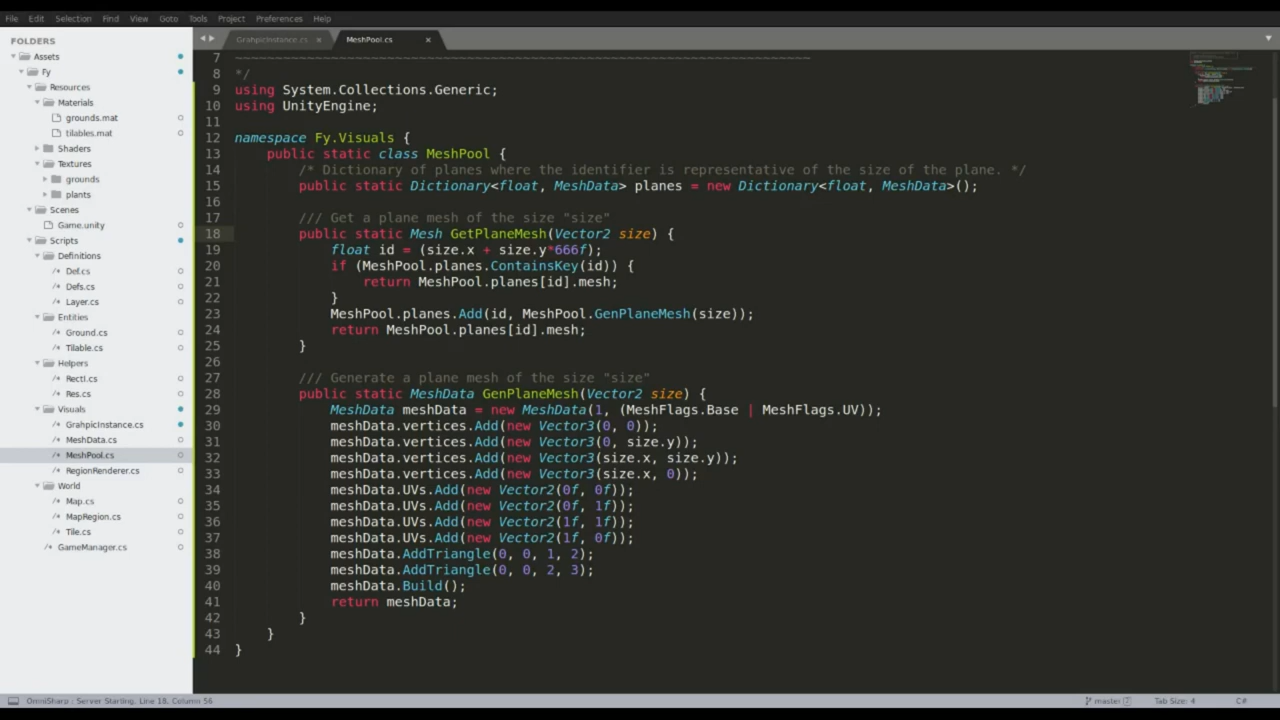 File Edit Selection Find View Goto Tools Project Preferences Help
FOLDERS
Assets
Fy
Resources
Materials
grounds.mat
tilables.mat
Shaders
Textures
grounds
plants
Scenes
Game.unity
Scripts
Definitions
/* Def.cs
/* Defs.cs
/* Layer.cs
Entities
/* Ground.cs
/* Tilable.cs
Helpers
/* RectI.cs
/* Res.cs
Visuals
/* GrahpicInstance.cs
/* MeshData.cs
/* MeshPool.cs
/* RegionRenderer.cs
World
/* Map.cs
/* MapRegion.cs
/* Tile.cs
/* GameManager.cs
GrahpicInstance.cs × MeshPool.cs ×
7
8 */
9 using System.Collections.Generic;
10 using UnityEngine;
11
12 namespace Fy.Visuals {
13 public static class MeshPool {
14 /* Dictionary of planes where the identifier is representative of the size of the plane. */
15 public static Dictionary<float, MeshData> planes = new Dictionary<float, MeshData>();
16
17 /// Get a plane mesh of the size "size"
18 public static Mesh GetPlaneMesh(Vector2 size) {
19 float id = (size.x + size.y*666f);
20 if (MeshPool.planes.ContainsKey(id)) {
21 return MeshPool.planes[id].mesh;
22 }
23 MeshPool.planes.Add(id, MeshPool.GenPlaneMesh(size));
24 return MeshPool.planes[id].mesh;
25 }
26
27 /// Generate a plane mesh of the size "size"
28 public static MeshData GenPlaneMesh(Vector2 size) {
29 MeshData meshData = new MeshData(1, (MeshFlags.Base | MeshFlags.UV));
30 meshData.vertices.Add(new Vector3(0, 0));
31 meshData.vertices.Add(new Vector3(0, size.y));
32 meshData.vertices.Add(new Vector3(size.x, size.y));
33 meshData.vertices.Add(new Vector3(size.x, 0));
34 meshData.UVs.Add(new Vector2(0f, 0f));
35 meshData.UVs.Add(new Vector2(0f, 1f));
36 meshData.UVs.Add(new Vector2(1f, 1f));
37 meshData.UVs.Add(new Vector2(1f, 0f));
38 meshData.AddTriangle(0, 0, 1, 2);
39 meshData.AddTriangle(0, 0, 2, 3);
40 meshData.Build();
41 return meshData;
42 }
43 }
44 }
OmniSharp : Server Starting, Line 18, Column 56 master Tab Size: 4 C#